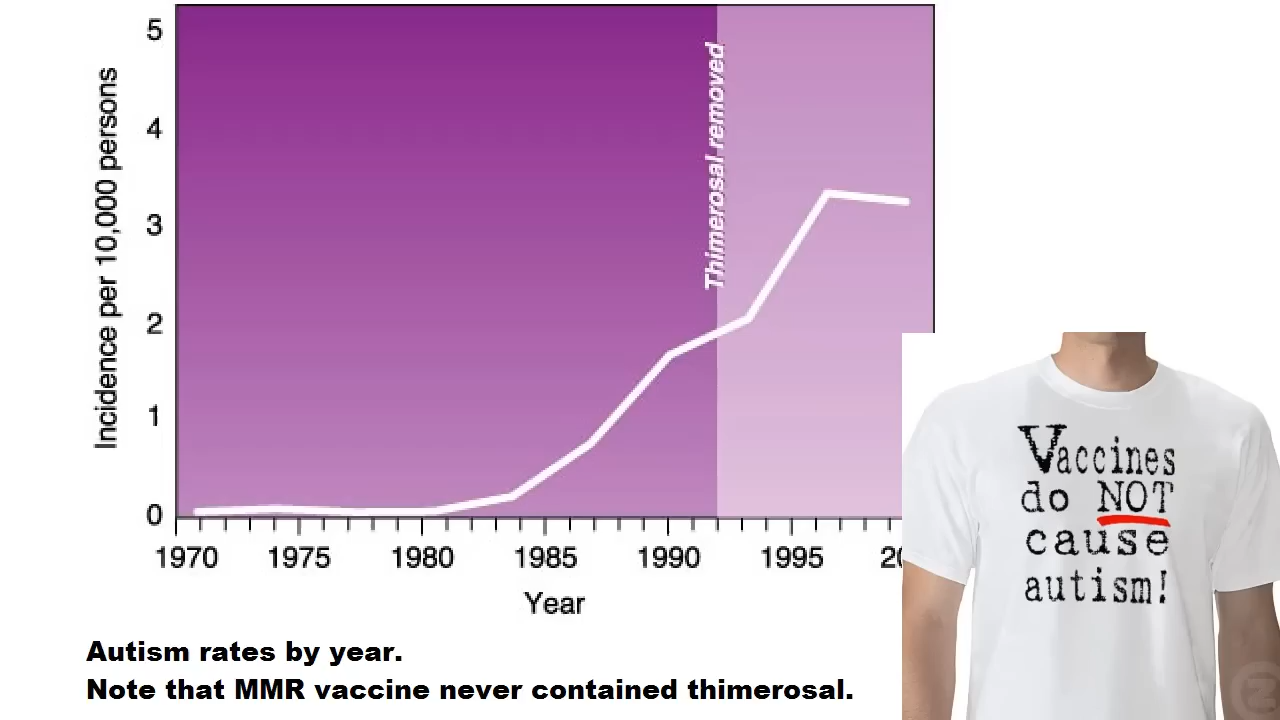 5
4
3
2
1
0
Incidence per 10,000 persons
Thimerosal removed
1970 1975 1980 1985 1990 1995 20
Year
Autism rates by year.
Note that MMR vaccine never contained thimerosal.
Vaccines
do NOT
cause
autism!
Z